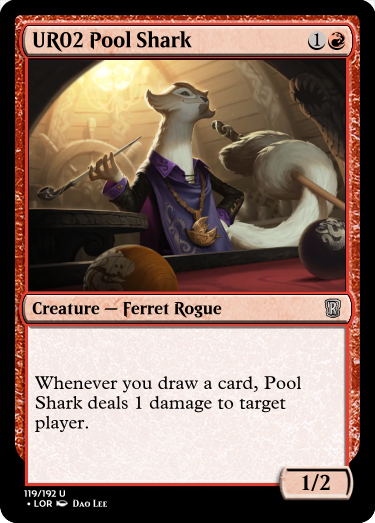 UR02 Pool Shark
1
Creature — Ferret Rogue
Whenever you draw a card, Pool
Shark deals 1 damage to target
player.
1/2
119/192 U
• LOR Dao Lee